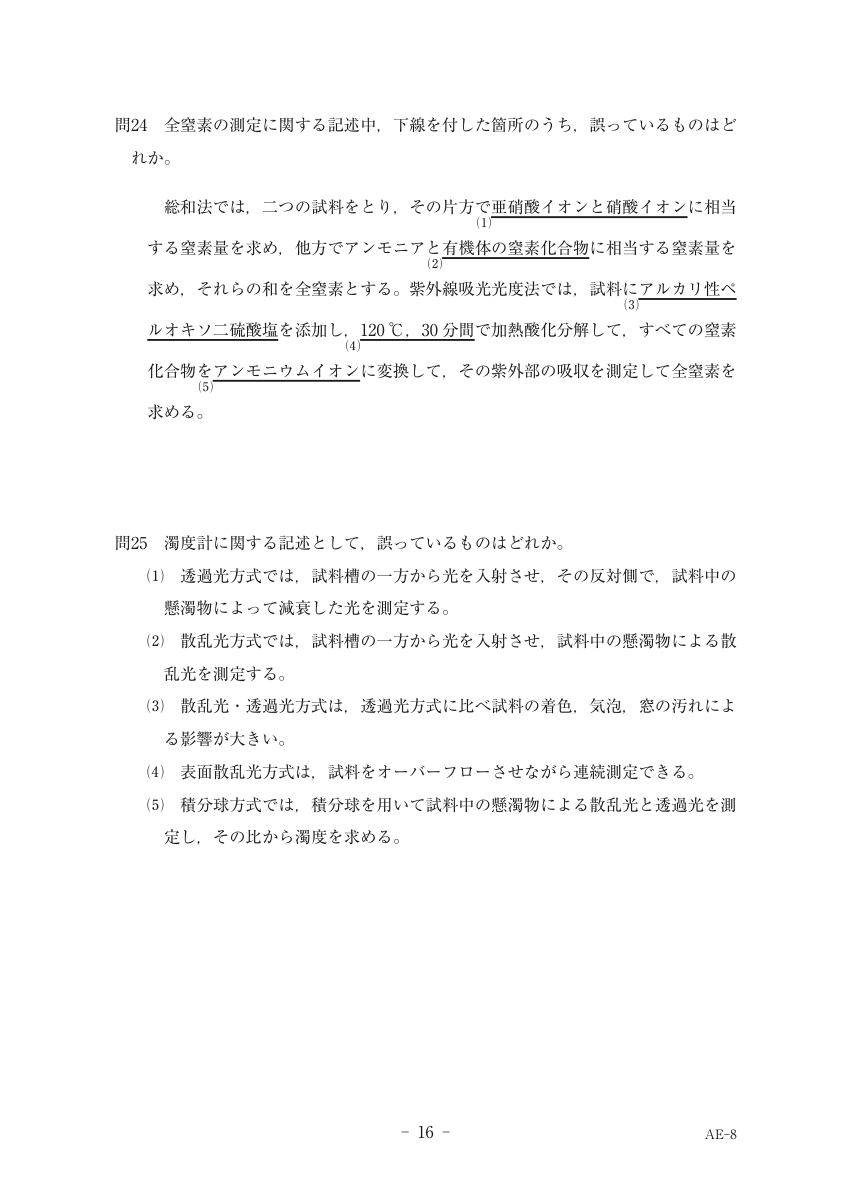 問24　全窒素の測定に関する記述中，下線を付した箇所のうち，誤っているものはど
れか。
総和法では，二つの試料をとり，その片方で亜硝酸イオンと硝酸イオンに相当
(1)
する窒素量を求め，他方でアンモニアと有機体の窒素化合物に相当する窒素量を
(2)
求め，それらの和を全窒素とする。紫外線吸光光度法では，試料にアルカリ性ペ
(3)
ルオキソ二硫酸塩を添加し，120 ℃，30 分間で加熱酸化分解して，すべての窒素
(4)
化合物をアンモニウムイオンに変換して，その紫外部の吸収を測定して全窒素を
(5)
求める。
問25　濁度計に関する記述として，誤っているものはどれか。
(1)　透過光方式では，試料槽の一方から光を入射させ，その反対側で，試料中の
懸濁物によって減衰した光を測定する。
(2)　散乱光方式では，試料槽の一方から光を入射させ，試料中の懸濁物による散
乱光を測定する。
(3)　散乱光・透過光方式は，透過光方式に比べ試料の着色，気泡，窓の汚れによ
る影響が大きい。
(4)　表面散乱光方式は，試料をオーバーフローさせながら連続測定できる。
(5)　積分球方式では，積分球を用いて試料中の懸濁物による散乱光と透過光を測
定し，その比から濁度を求める。
− 16 −
AE-8